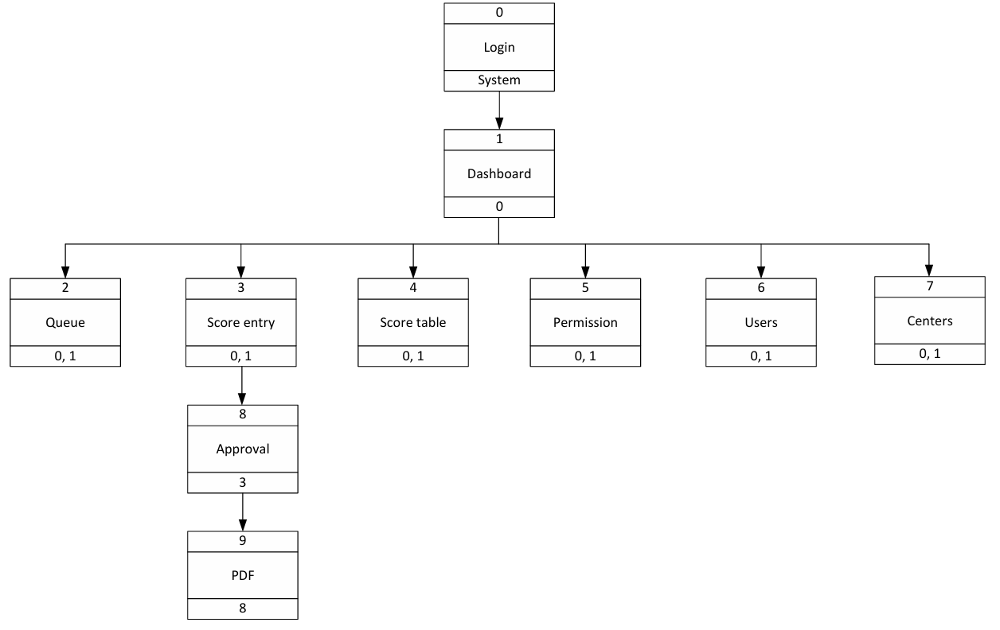 0
Login
System
1
Dashboard
0
2
Queue
0, 1
3
Score entry
0, 1
4
Score table
0, 1
5
Permission
0, 1
6
Users
0, 1
7
Centers
0, 1
8
Approval
3
9
PDF
8